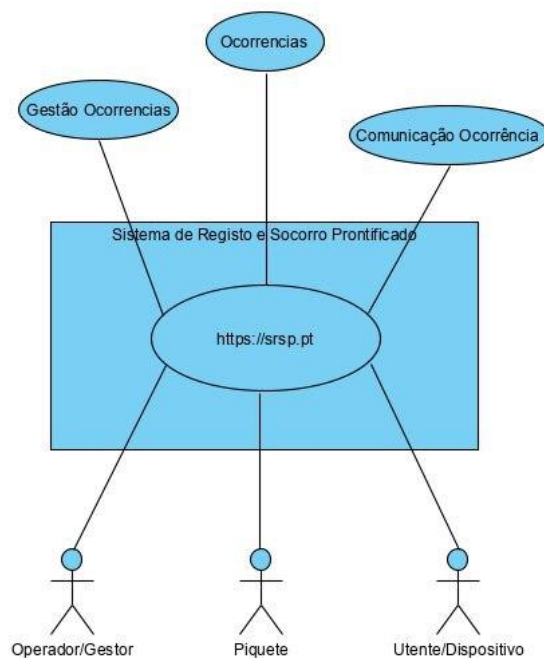 Ocorrencias
Gestão Ocorrencias
Comunicação Ocorrência
Sistema de Registo e Socorro Prontificado
https://srsp.pt
Operador/Gestor
Piquete
Utente/Dispositivo